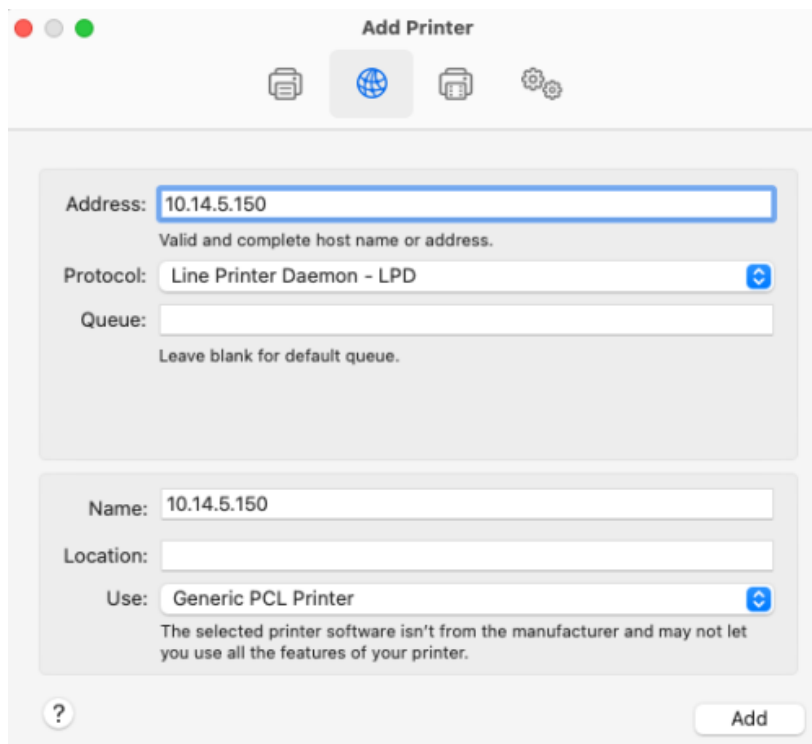 Add Printer
Address: 10.14.5.150
Valid and complete host name or address.
Protocol: Line Printer Daemon - LPD
Queue:
Leave blank for default queue.
Name: 10.14.5.150
Location:
Use: Generic PCL Printer
The selected printer software isn't from the manufacturer and may not let
you use all the features of your printer.
? Add